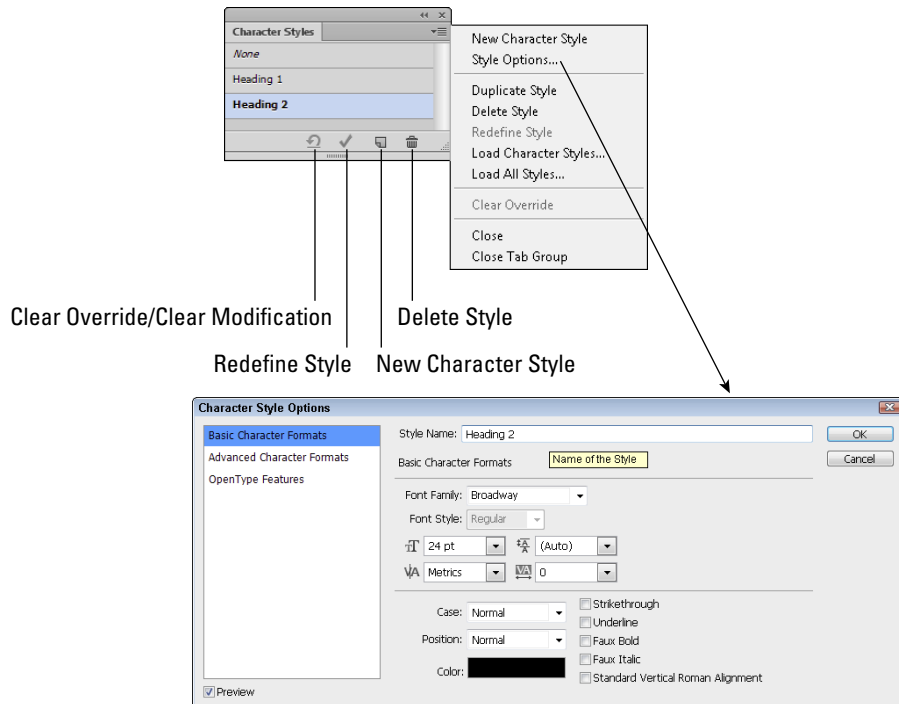 Character Styles
None
Heading 1
Heading 2
New Character Style
Style Options...
Duplicate Style
Delete Style
Redefine Style
Load Character Styles...
Load All Styles...
Clear Override
Close
Close Tab Group
Clear Override/Clear Modification
Delete Style
Redefine Style
New Character Style
Character Style Options
Basic Character Formats
Advanced Character Formats
OpenType Features
Style Name: Heading 2
Basic Character Formats
Name of the Style
OK
Cancel
Font Family: Broadway
Font Style: Regular
24 pt
(Auto)
Metrics
0
Case: Normal
Position: Normal
Color:
Strikethrough
Underline
Faux Bold
Faux Italic
Standard Vertical Roman Alignment
Preview